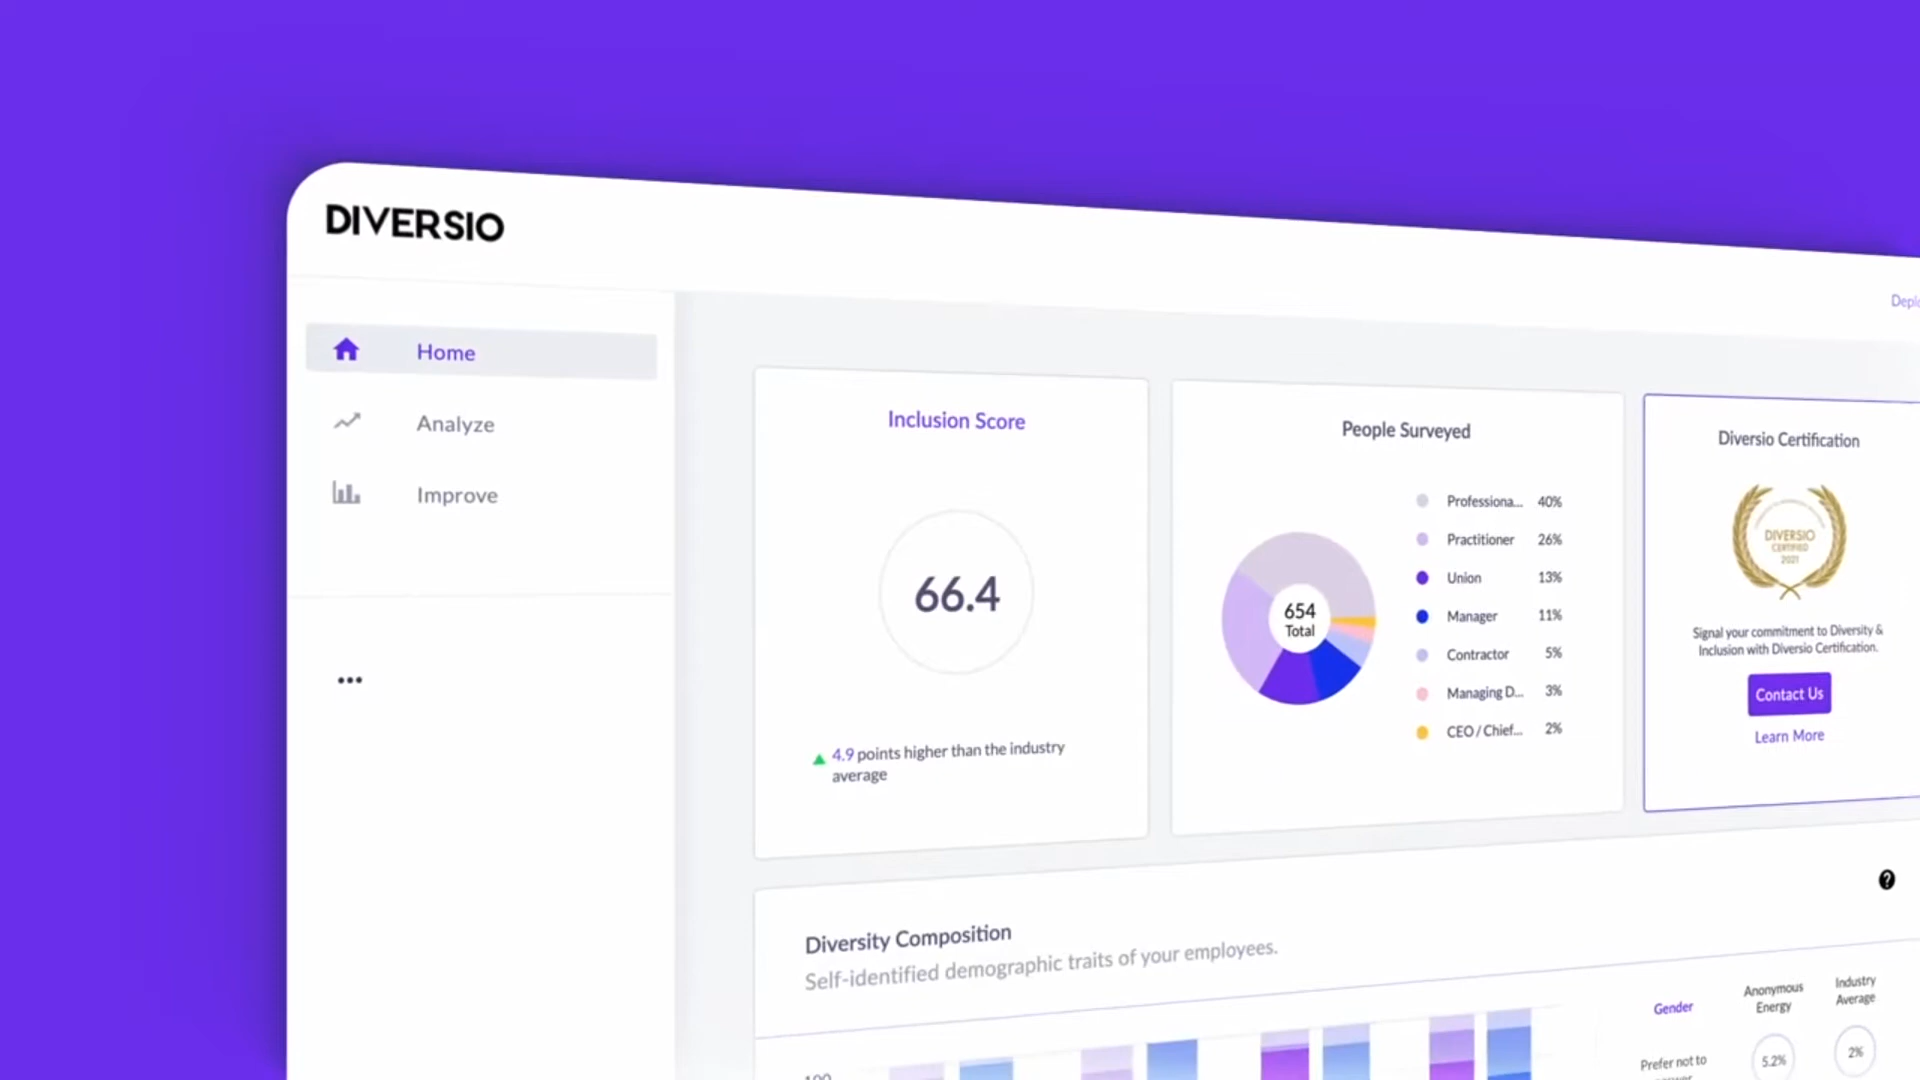 DIVERSIO
Home
Analyze
Improve
Inclusion Score
66.4
4.9 points higher than the industry
average
People Surveyed
654
Total
Professiona... 40%
Practitioner 26%
Union 13%
Manager 11%
Contractor 5%
Managing D... 3%
CEO / Chief... 2%
Diversio Certification
DIVERSIO
CERTIFIED
2021
Signal your commitment to Diversity &
Inclusion with Diversio Certification.
Contact Us
Learn More
Diversity Composition
Self-identified demographic traits of your employees.
Gender
Anonymous
Energy
Industry
Average
Prefer not to
5.2%
2%